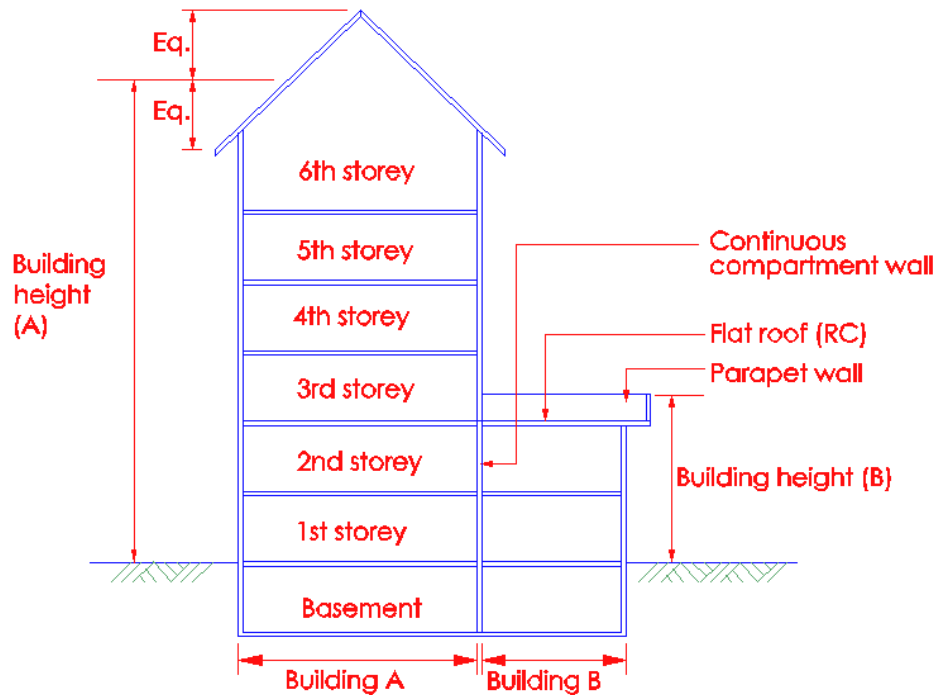 Eq.
Eq.
6th storey
5th storey
4th storey
3rd storey
2nd storey
1st storey
Basement
Building
height
(A)
Continuous
compartment wall
Flat roof (RC)
Parapet wall
Building height (B)
Building A
Building B